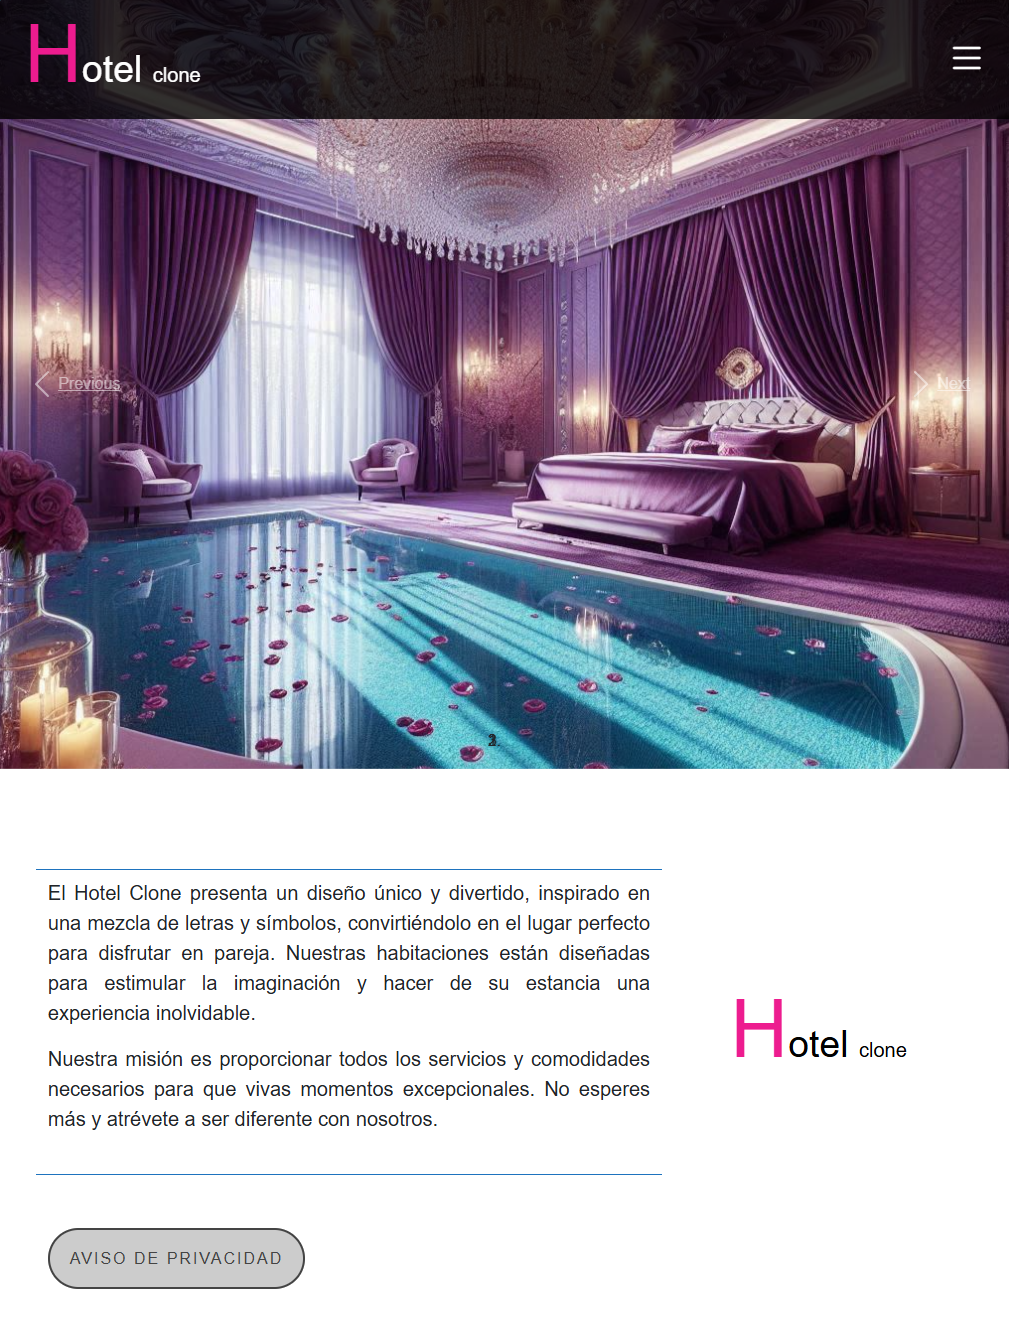 Hotel clone
Previous
Next
El Hotel Clone presenta un diseño único y divertido, inspirado en
una mezcla de letras y símbolos, convirtiéndolo en el lugar perfecto
para disfrutar en pareja. Nuestras habitaciones están diseñadas
para estimular la imaginación y hacer de su estancia una
experiencia inolvidable.
Hotel clone
Nuestra misión es proporcionar todos los servicios y comodidades
necesarios para que vivas momentos excepcionales. No esperes
más y atrévete a ser diferente con nosotros.
AVISO DE PRIVACIDAD